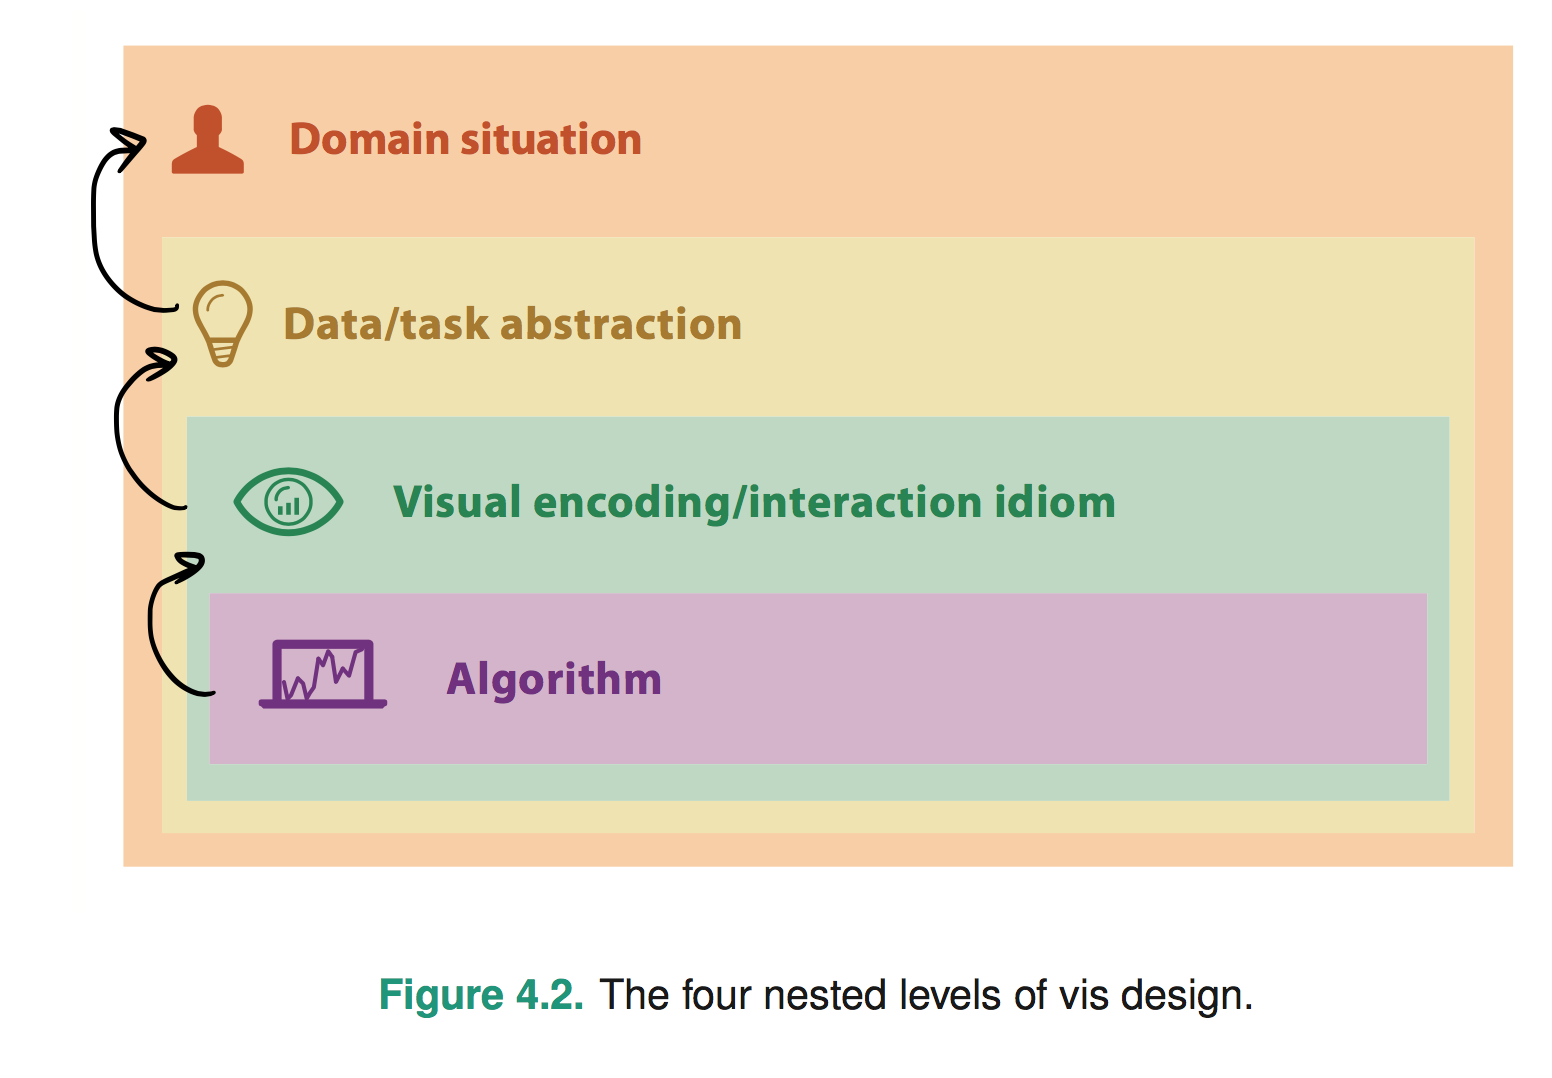 Domain situation
Data/task abstraction
Visual encoding/interaction idiom
Algorithm
Figure 4.2. The four nested levels of vis design.